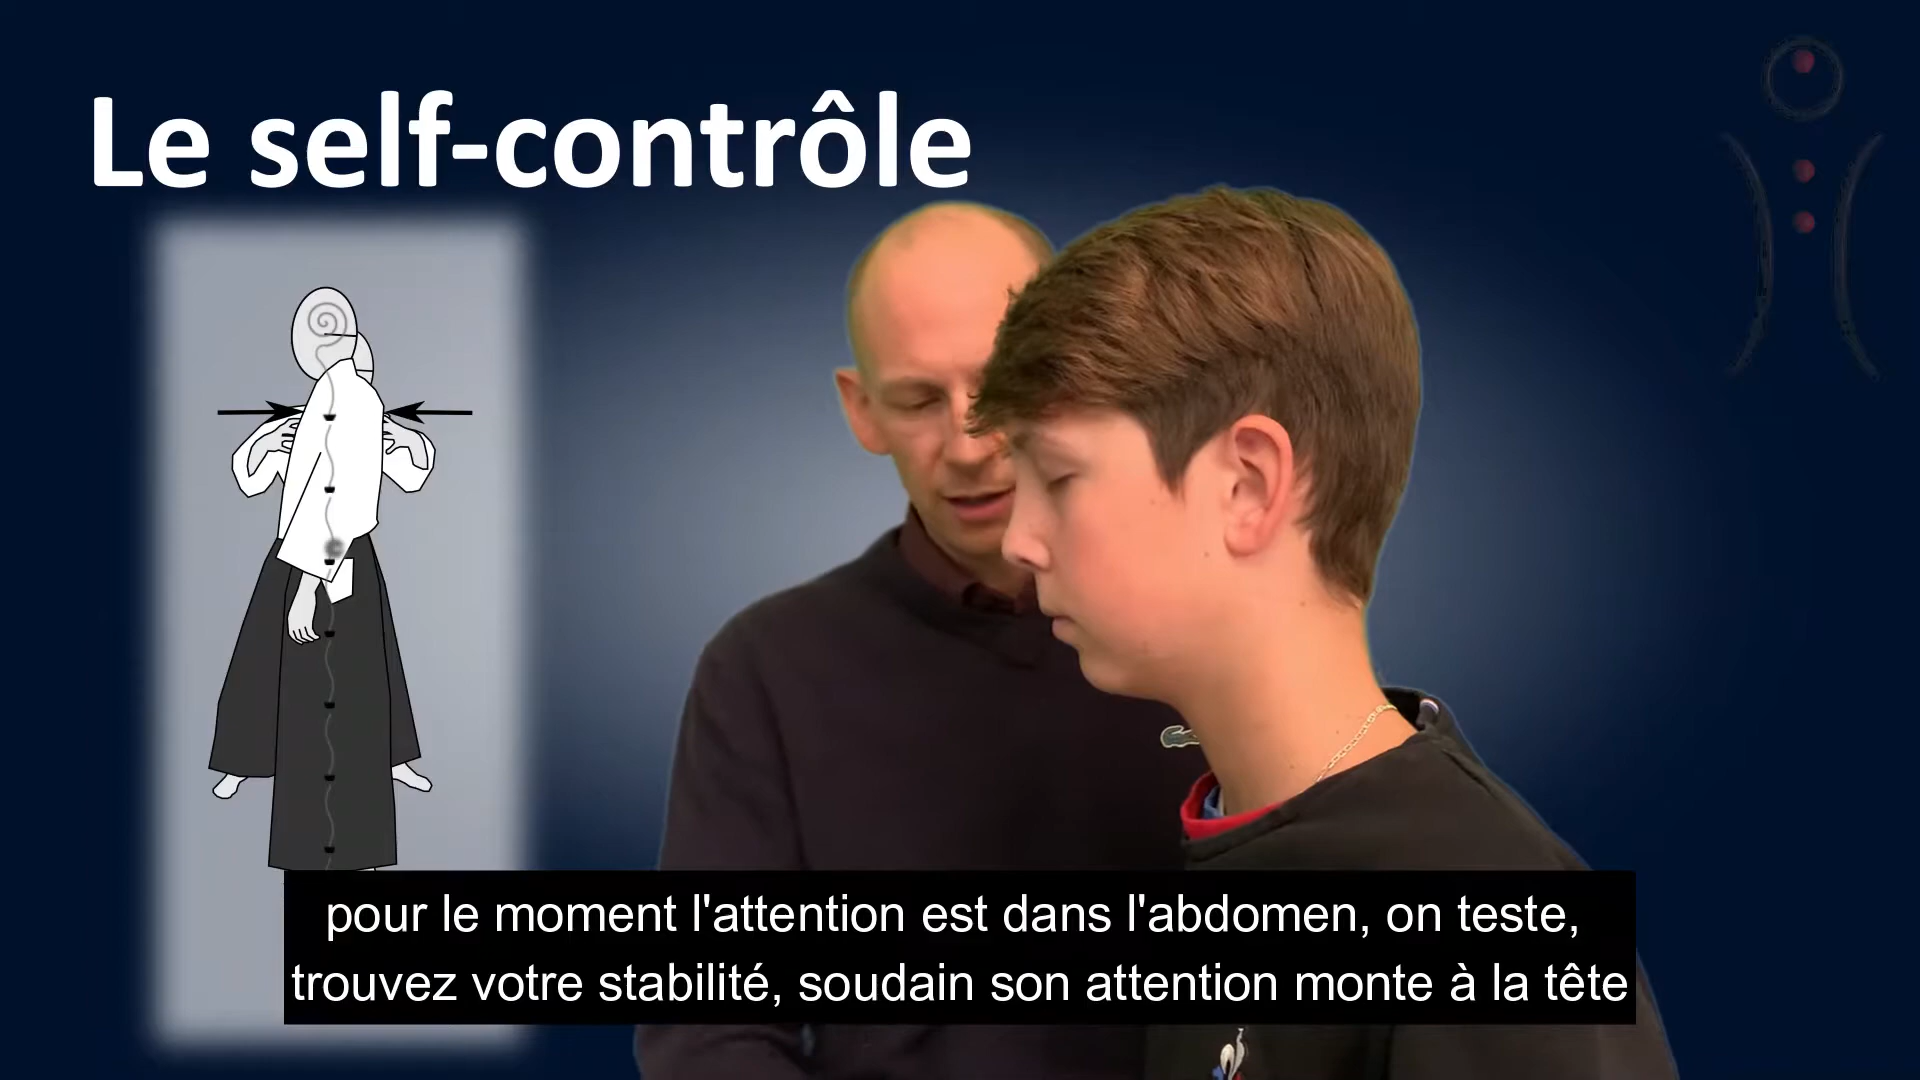 Le self-contrôle
pour le moment l'attention est dans l'abdomen, on teste,
trouvez votre stabilité, soudain son attention monte à la tête